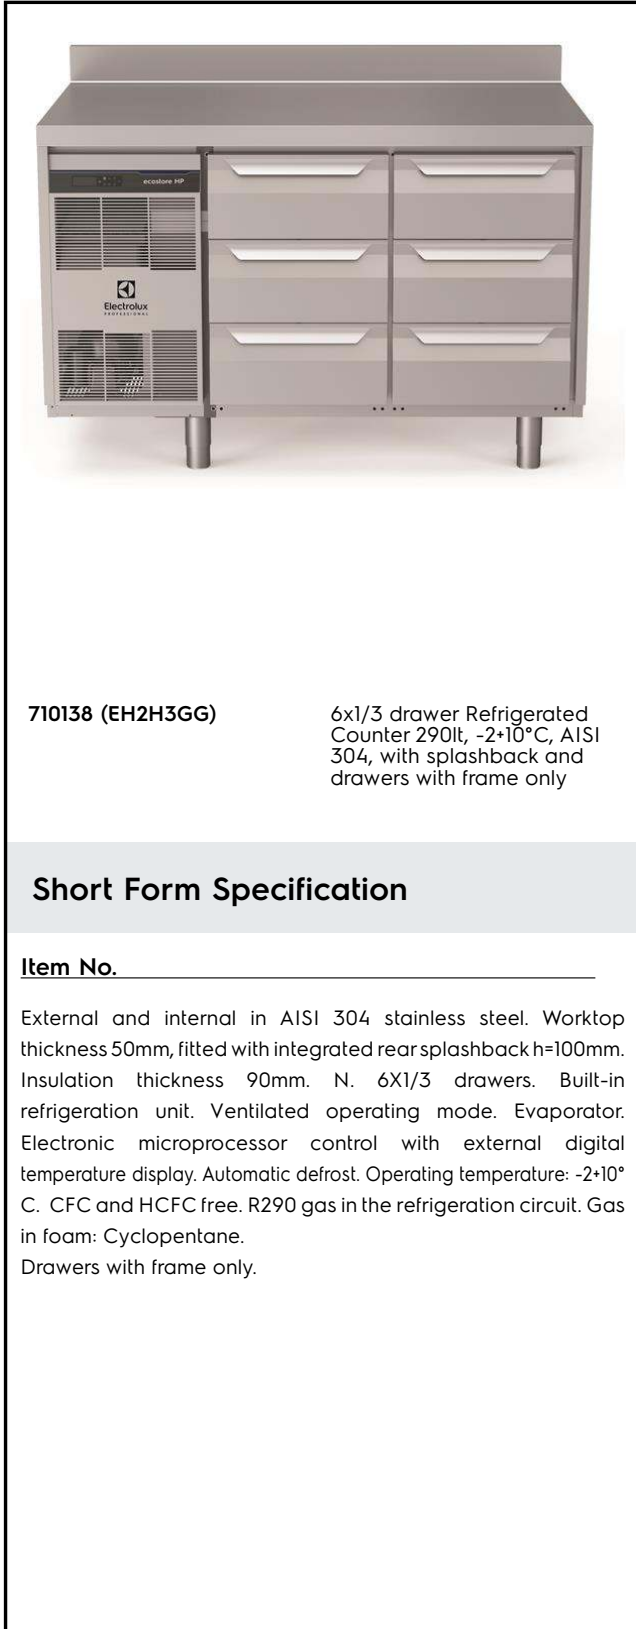 ecostore HP
Electrolux
PROFESSIONAL
710138 (EH2H3GG)
6x1/3 drawer Refrigerated
Counter 290lt, -2+10°C, AISI
304, with splashback and
drawers with frame only
Short Form Specification
Item No.
External and internal in AISI 304 stainless steel. Worktop
thickness 50mm, fitted with integrated rear splashback h=100mm.
Insulation thickness 90mm. N. 6X1/3 drawers. Built-in
refrigeration unit. Ventilated operating mode. Evaporator.
Electronic microprocessor control with external digital
temperature display. Automatic defrost. Operating temperature: -2+10°
C. CFC and HCFC free. R290 gas in the refrigeration circuit. Gas
in foam: Cyclopentane.
Drawers with frame only.